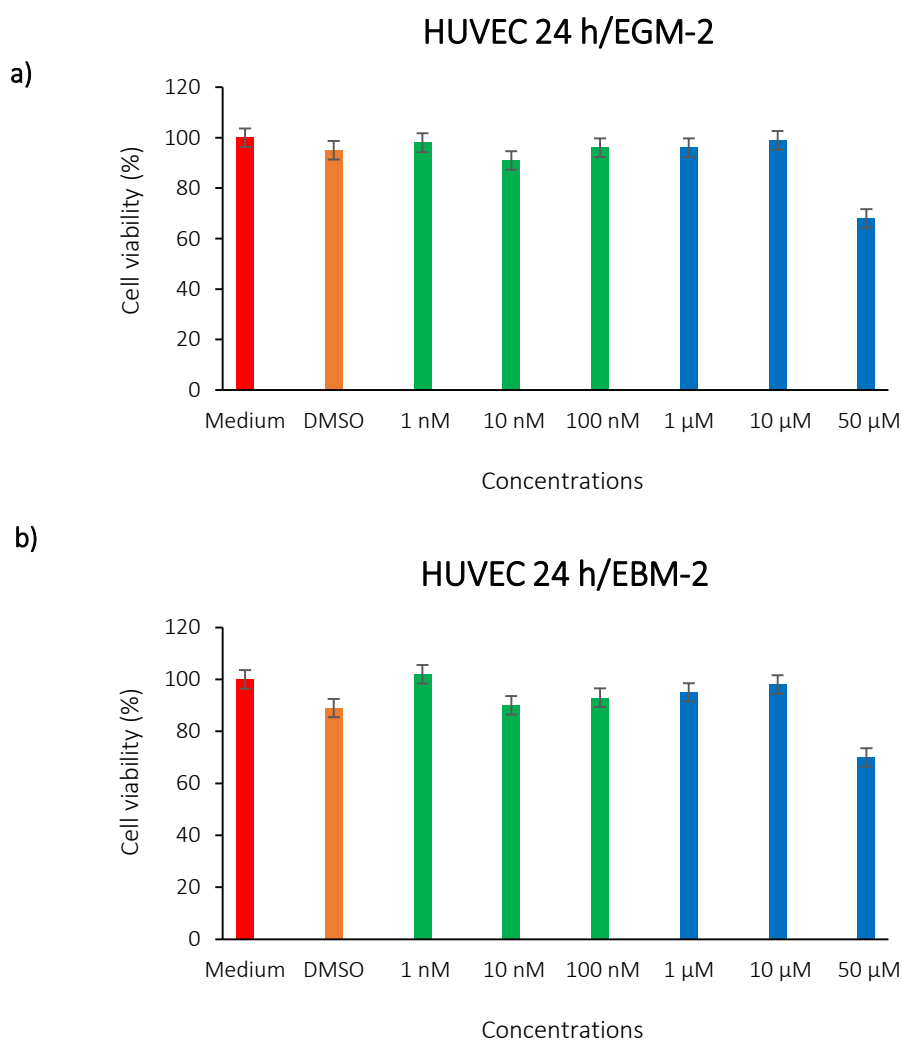 HUVEC 24 h/EGM-2
a)
120
100
80
60
40
20
0
Cell viability (%)
Medium DMSO 1 nM 10 nM 100 nM 1 µM 10 µM 50 µM
Concentrations
b)
HUVEC 24 h/EBM-2
120
100
80
60
40
20
0
Cell viability (%)
Medium DMSO 1 nM 10 nM 100 nM 1 µM 10 µM 50 µM
Concentrations